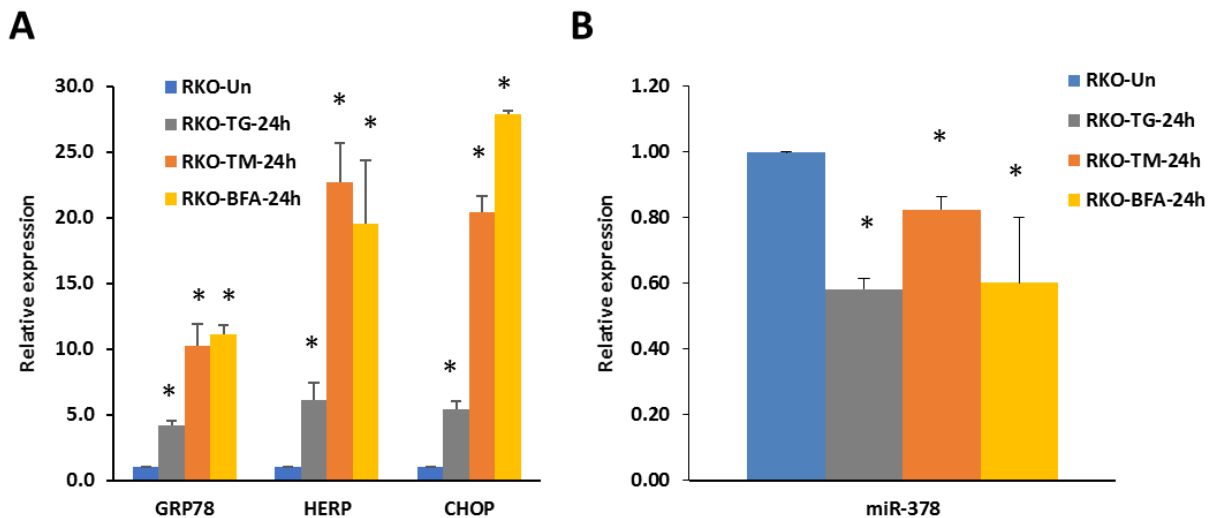 A
Relative expression
30.0
25.0
20.0
15.0
10.0
5.0
0.0
RKO-Un
RKO-TG-24h
RKO-TM-24h
RKO-BFA-24h
*
*
*
*
*
*
*
*
*
GRP78 HERP CHOP
B
Relative expression
1.20
1.00
0.80
0.60
0.40
0.20
0.00
*
*
*
RKO-Un
RKO-TG-24h
RKO-TM-24h
RKO-BFA-24h
miR-378